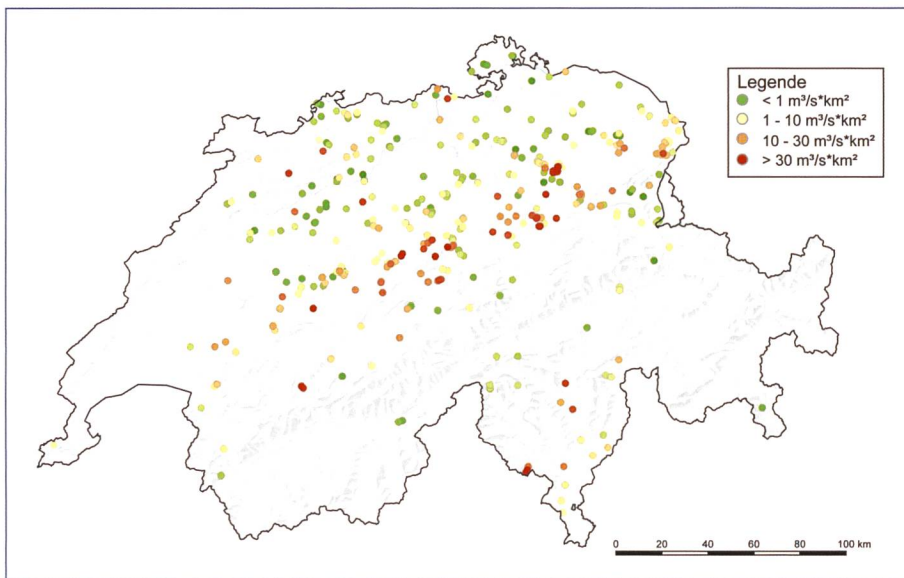 Legende
< 1 m³/s*km²
1 - 10 m³/s*km²
10 - 30 m³/s*km²
> 30 m³/s*km²
0 20 40 60 80 100 km